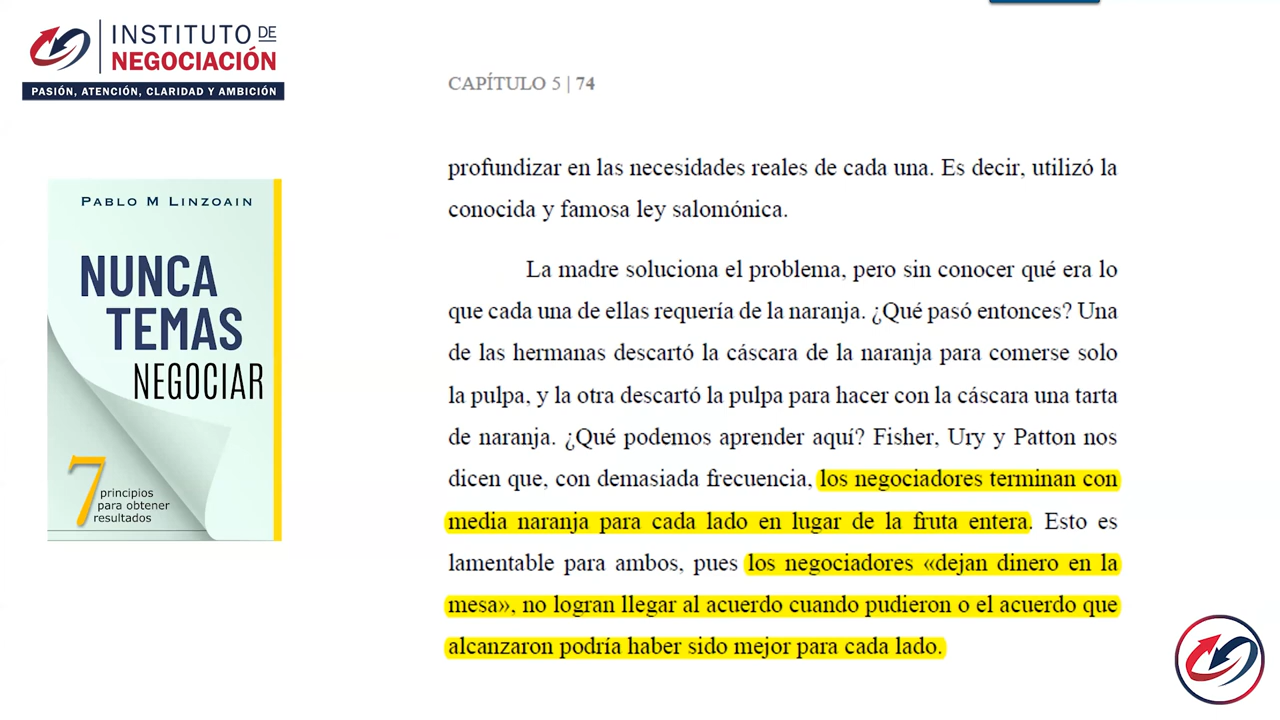 INSTITUTO DE
NEGOCIACIÓN
PASIÓN, ATENCIÓN, CLARIDAD Y AMBICIÓN
PABLO M LINZOAIN
NUNCA
TEMAS
NEGOCIAR
7 principios
para obtener
resultados
CAPÍTULO 5 | 74
profundizar en las necesidades reales de cada una. Es decir, utilizó la
conocida y famosa ley salomónica.
La madre soluciona el problema, pero sin conocer qué era lo
que cada una de ellas requería de la naranja. ¿Qué pasó entonces? Una
de las hermanas descartó la cáscara de la naranja para comerse solo
la pulpa, y la otra descartó la pulpa para hacer con la cáscara una tarta
de naranja. ¿Qué podemos aprender aquí? Fisher, Ury y Patton nos
dicen que, con demasiada frecuencia, los negociadores terminan con
media naranja para cada lado en lugar de la fruta entera. Esto es
lamentable para ambos, pues los negociadores «dejan dinero en la
mesa», no logran llegar al acuerdo cuando pudieron o el acuerdo que
alcanzaron podría haber sido mejor para cada lado.